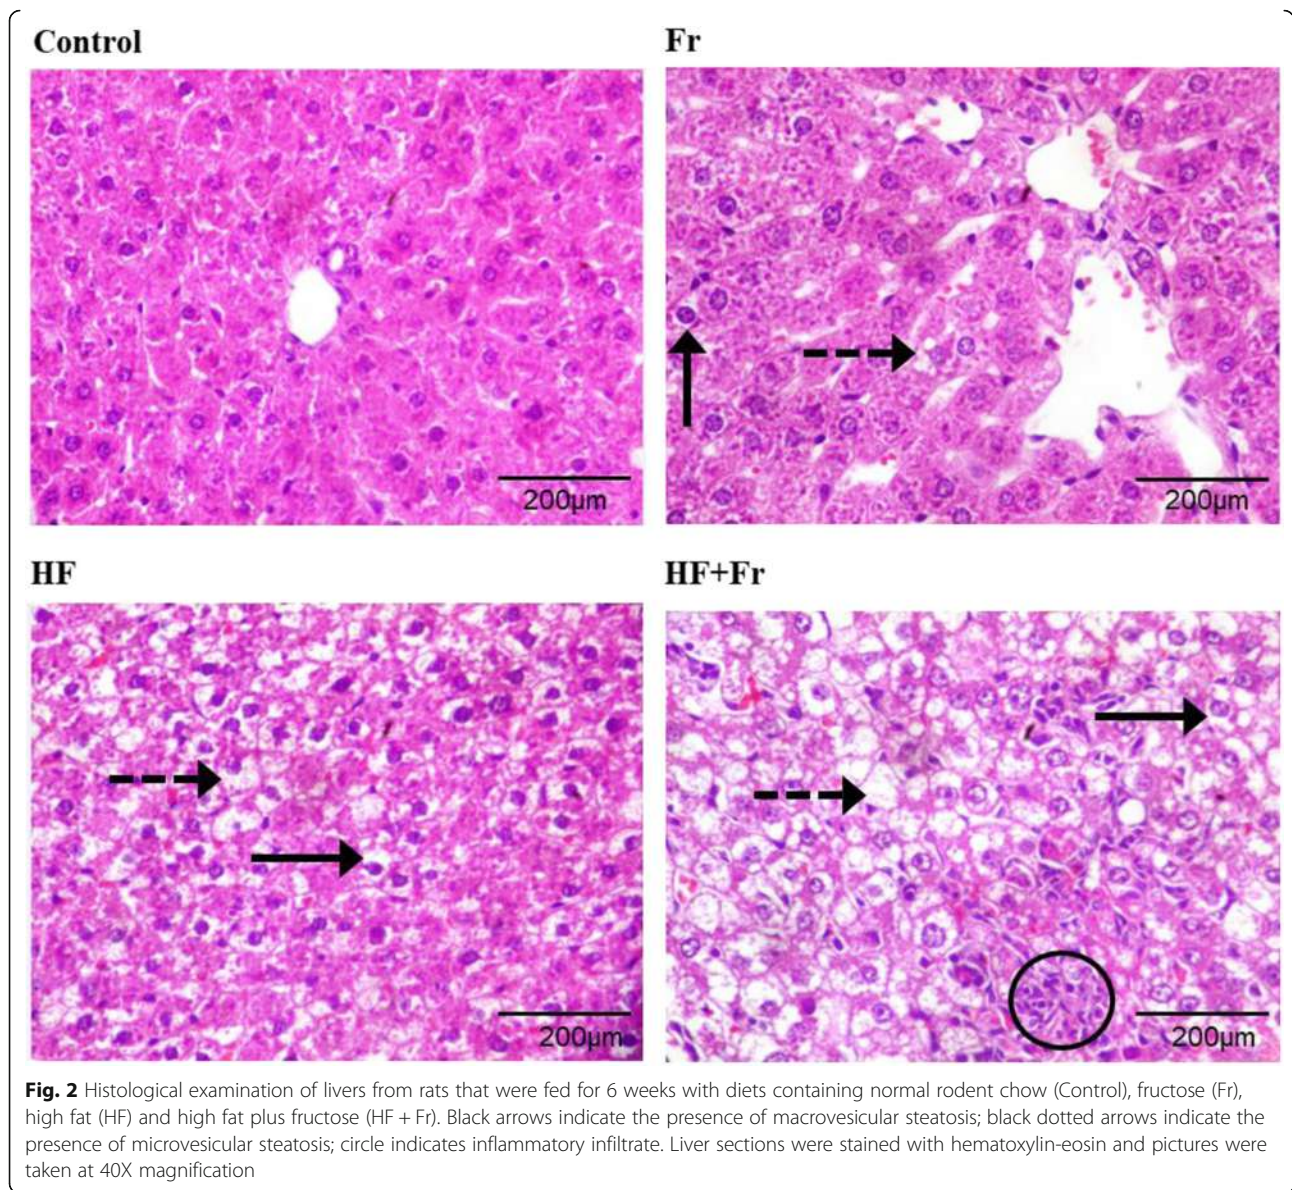 Control
Fr
200µm
200µm
HF
HF+Fr
200µm
200µm
Fig. 2 Histological examination of livers from rats that were fed for 6 weeks with diets containing normal rodent chow (Control), fructose (Fr),
high fat (HF) and high fat plus fructose (HF + Fr). Black arrows indicate the presence of macrovesicular steatosis; black dotted arrows indicate the
presence of microvesicular steatosis; circle indicates inflammatory infiltrate. Liver sections were stained with hematoxylin-eosin and pictures were
taken at 40X magnification